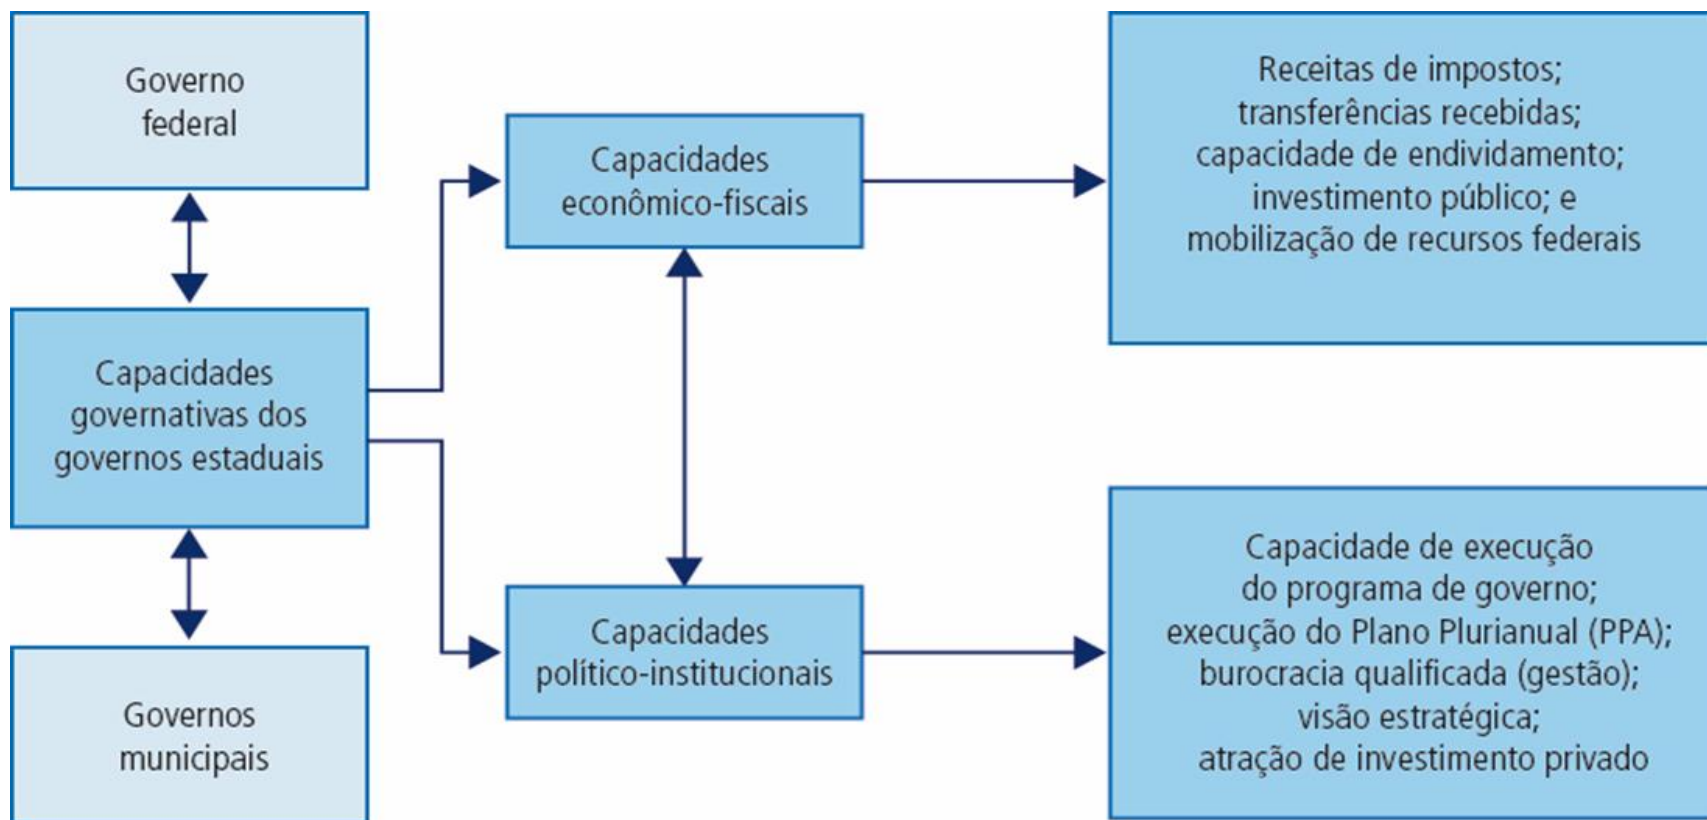 Governo
federal
Capacidades
governativas dos
governos estaduais
Governos
municipais
Capacidades
econômico-fiscais
Capacidades
político-institucionais
Receitas de impostos;
transferências recebidas;
capacidade de endividamento;
investimento público; e
mobilização de recursos federais
Capacidade de execução
do programa de governo;
execução do Plano Plurianual (PPA);
burocracia qualificada (gestão);
visão estratégica;
atração de investimento privado